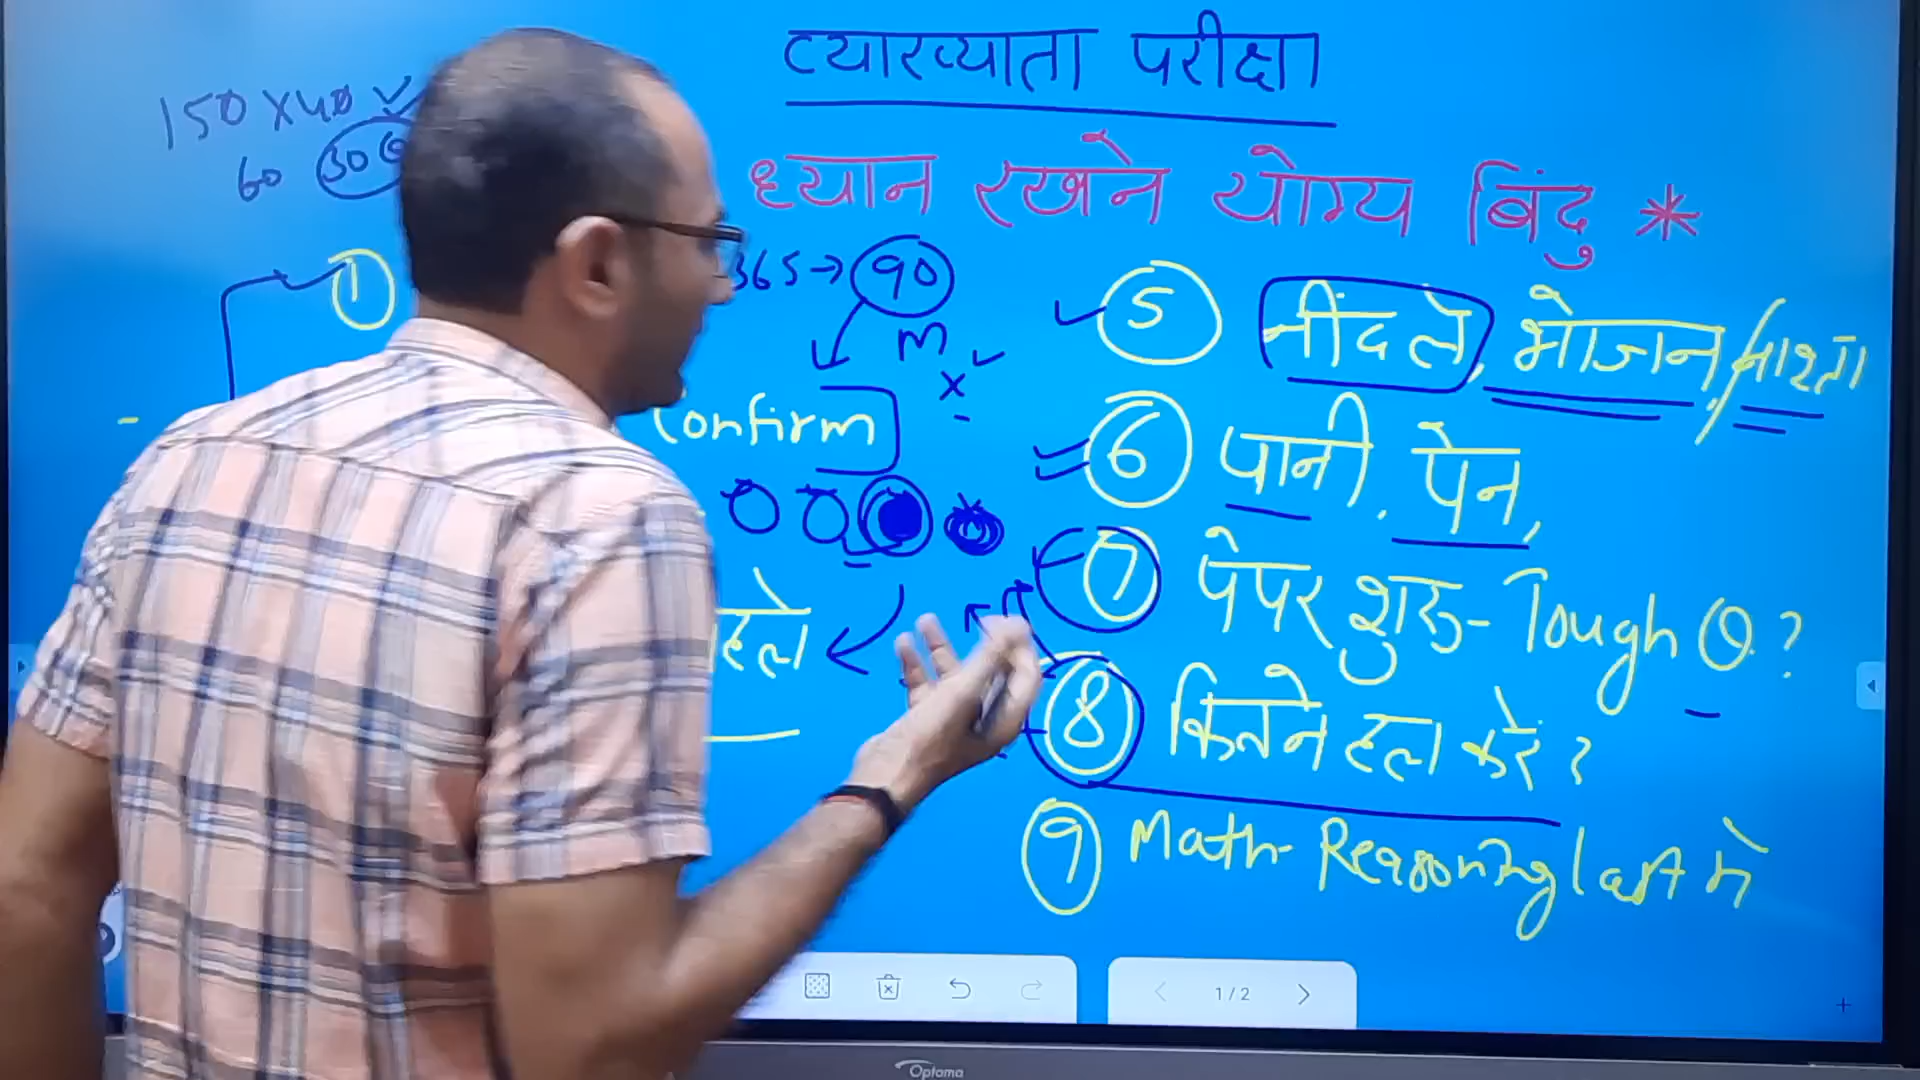 व्याख्याता परीक्षा
ध्यान रखने योग्य बिंदु *
150 x 40 ✓
60 30
①
365 → 90
m
x ✓
Confirm
हले
⑤ नींद ले, भोजन, / नाश्ता
⑥ पानी, पेन,
⑦ पेपर शुरू - Tough Q. ?
⑧ कितने हल करें ?
⑨ Math - Reasoning last में
1 / 2
Optoma